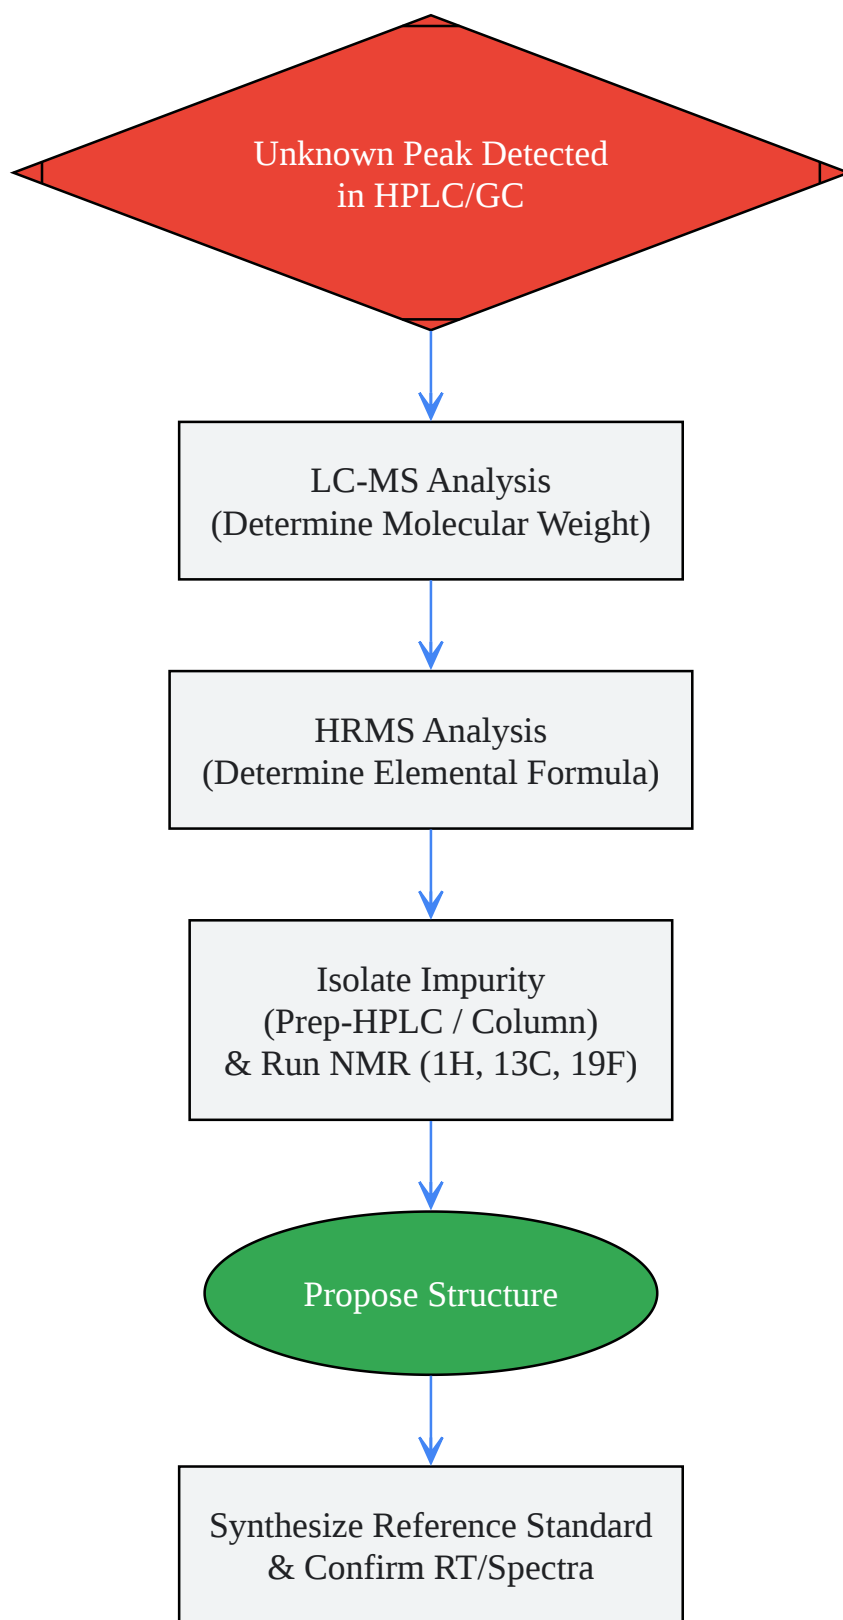 Unknown Peak Detected
in HPLC/GC
LC-MS Analysis
(Determine Molecular Weight)
HRMS Analysis
(Determine Elemental Formula)
Isolate Impurity
(Prep-HPLC / Column)
& Run NMR (1H, 13C, 19F)
Propose Structure
Synthesize Reference Standard
& Confirm RT/Spectra